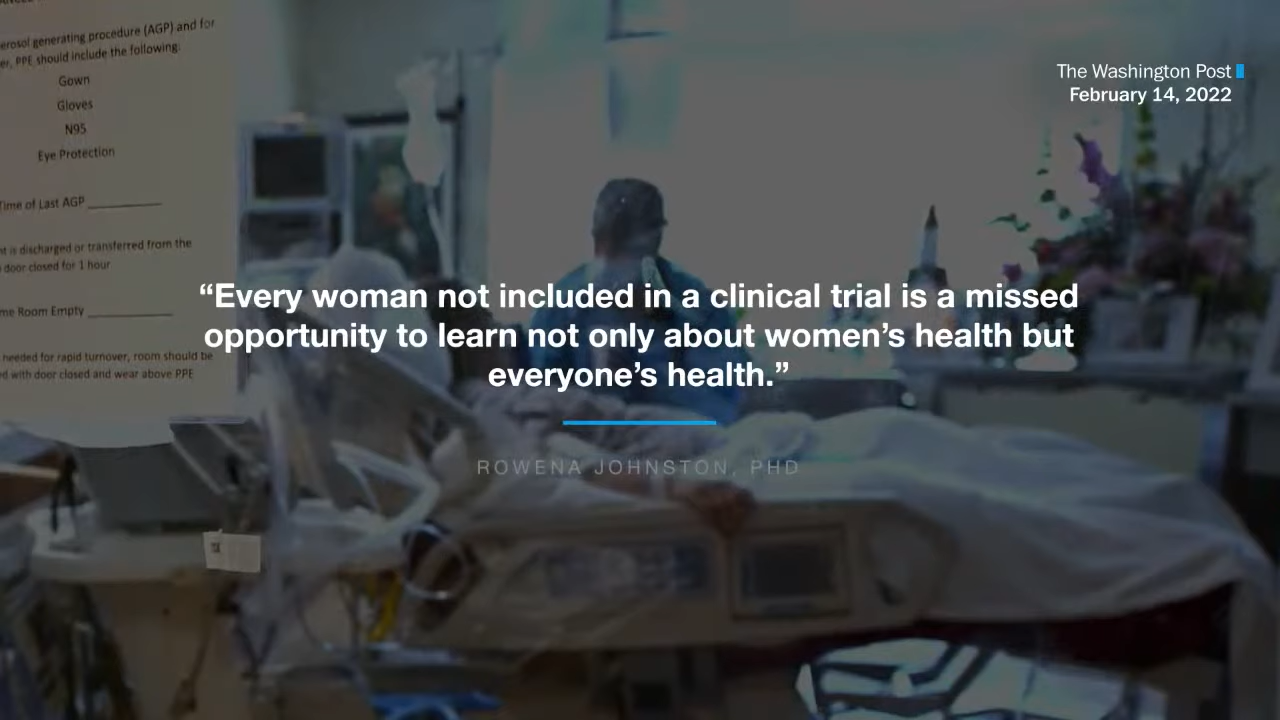 aerosol generating procedure (AGP) and for
er, PPE should include the following:
Gown
Gloves
N95
Eye Protection
Time of Last AGP
nt is discharged or transferred from the
door closed for 1 hour
me Room Empty
needed for rapid turnover, room should be
ed with door closed and wear above PPE
The Washington Post
February 14, 2022
“Every woman not included in a clinical trial is a missed
opportunity to learn not only about women’s health but
everyone’s health.”
ROWENA JOHNSTON, PHD